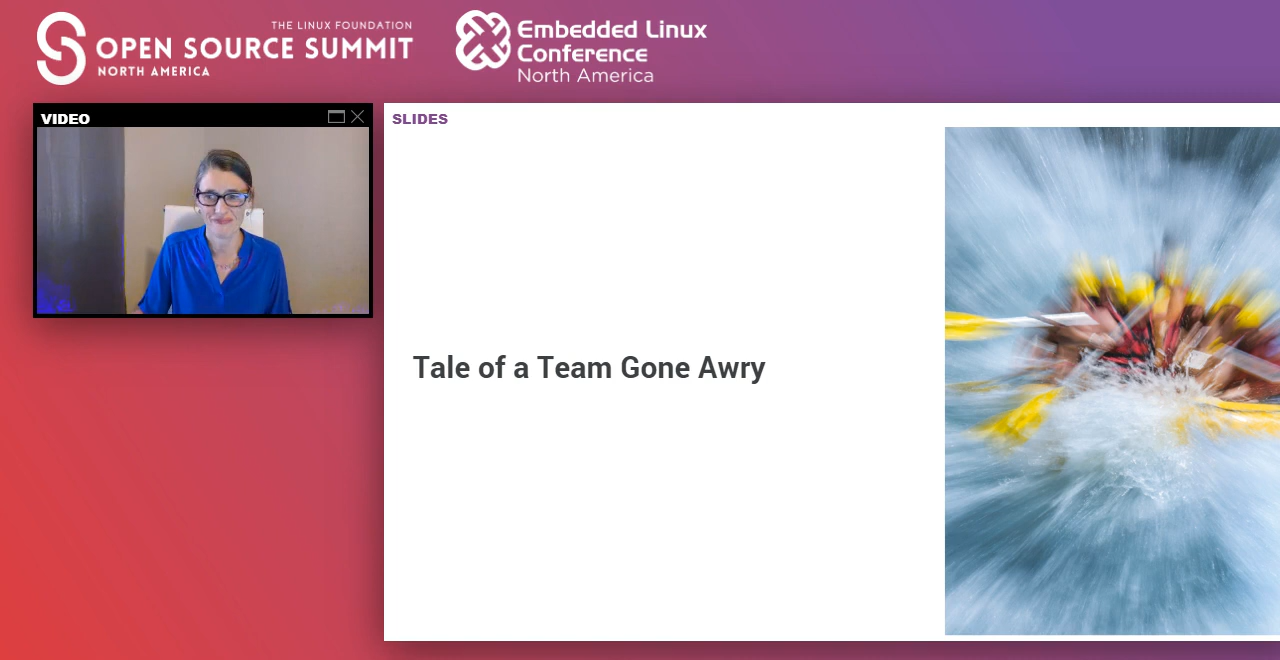 THE LINUX FOUNDATION
OPEN SOURCE SUMMIT
NORTH AMERICA
Embedded Linux
Conference
North America
VIDEO
SLIDES
Tale of a Team Gone Awry